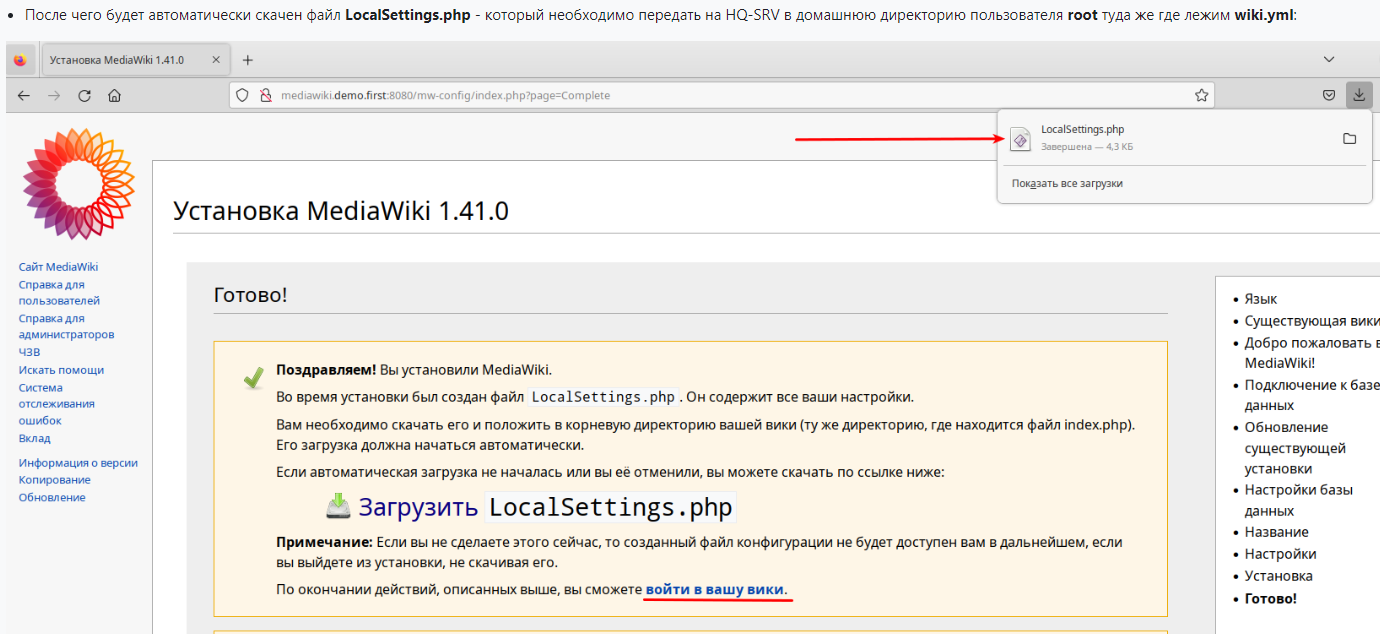 После чего будет автоматически скачен файл LocalSettings.php - который необходимо передать на HQ-SRV в домашнюю директорию пользователя root туда же где лежим wiki.yml:
Установка MediaWiki 1.41.0
mediawiki.demo.first:8080/mw-config/index.php?page=Complete
LocalSettings.php
Завершена — 4,3 КБ
Показать все загрузки
Сайт MediaWiki
Справка для
пользователей
Справка для
администраторов
ЧЗВ
Искать помощи
Система
отслеживания
ошибок
Вклад
Информация о версии
Копирование
Обновление
Установка MediaWiki 1.41.0
Готово!
Поздравляем! Вы установили MediaWiki.
Во время установки был создан файл LocalSettings.php . Он содержит все ваши настройки.
Вам необходимо скачать его и положить в корневую директорию вашей вики (ту же директорию, где находится файл index.php).
Его загрузка должна начаться автоматически.
Если автоматическая загрузка не началась или вы её отменили, вы можете скачать по ссылке ниже:
Загрузить LocalSettings.php
Примечание: Если вы не сделаете этого сейчас, то созданный файл конфигурации не будет доступен вам в дальнейшем, если
вы выйдете из установки, не скачивая его.
По окончании действий, описанных выше, вы сможете войти в вашу вики.
Язык
Существующая вики
Добро пожаловать в
MediaWiki!
Подключение к базе
данных
Обновление
существующей
установки
Настройки базы
данных
Название
Настройки
Установка
Готово!